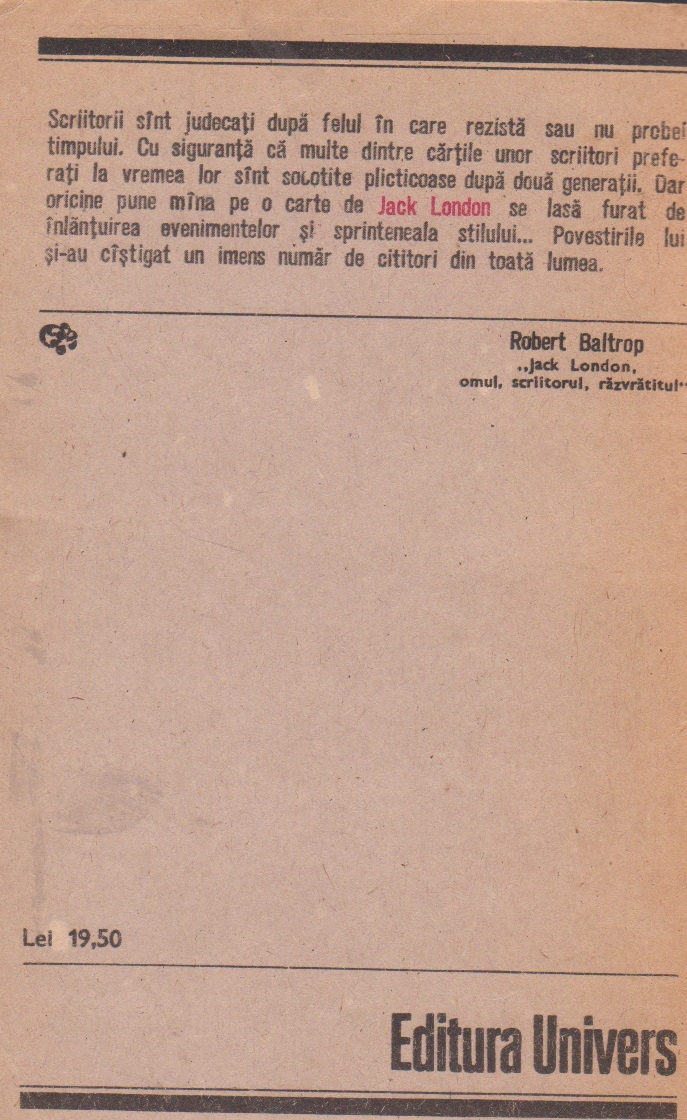 Scriitorii sînt judecați după felul în care rezistă sau nu probei
timpului. Cu siguranță că multe dintre cărțile unor scriitori prefe-
rați la vremea lor sînt socotite plicticoase după două generații. Dar
oricine pune mîna pe o carte de Jack London se lasă furat de
înlănțuirea evenimentelor și sprinteneala stilului... Povestirile lui
și-au cîștigat un imens număr de cititori din toată lumea.
Robert Baltrop
„Jack London,
omul, scriitorul, răzvrătitul“
Lei 19,50
Editura Univers